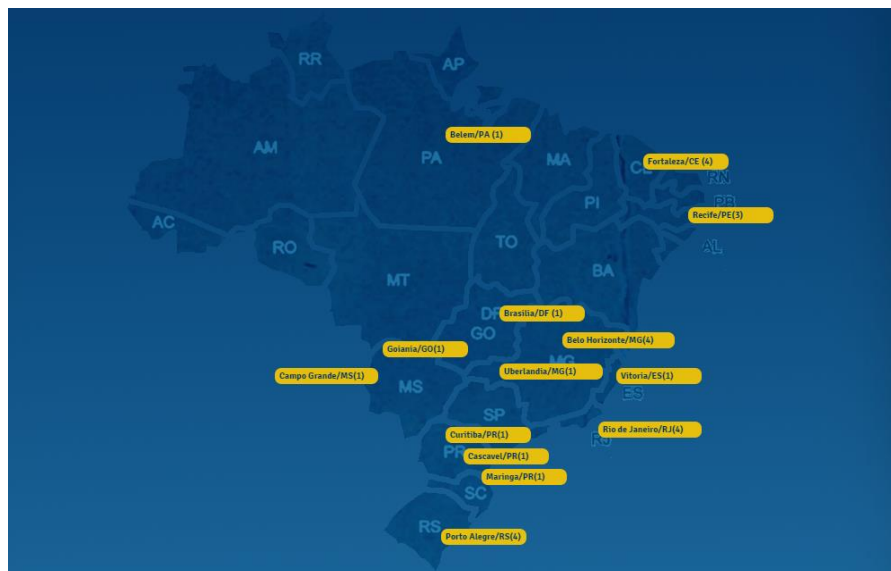 RR
AP
Belem/PA (1)
AM
PA
MA
CE
Fortaleza/CE (4)
RN
PI
PB
Recife/PE(3)
AC
TO
RO
AL
BA
MT
DF
Brasilia/DF (1)
GO
Belo Horizonte/MG(4)
Goiania/GO(1)
MG
Campo Grande/MS(1)
Uberlandia/MG(1)
Vitoria/ES(1)
MS
ES
SP
Rio de Janeiro/RJ(4)
RJ
Curitiba/PR(1)
PR
Cascavel/PR(1)
Maringa/PR(1)
SC
RS
Porto Alegre/RS(4)